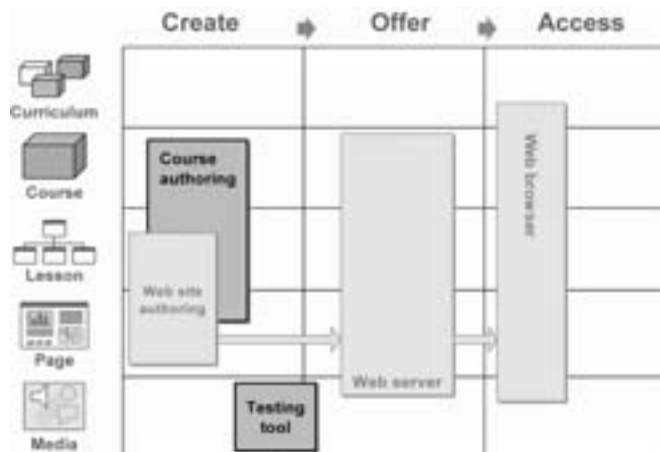 Create Offer Access
Curriculum
Course
Lesson
Page
Media
Course
authoring
Web site
authoring
Testing
tool
Web server
Web browser